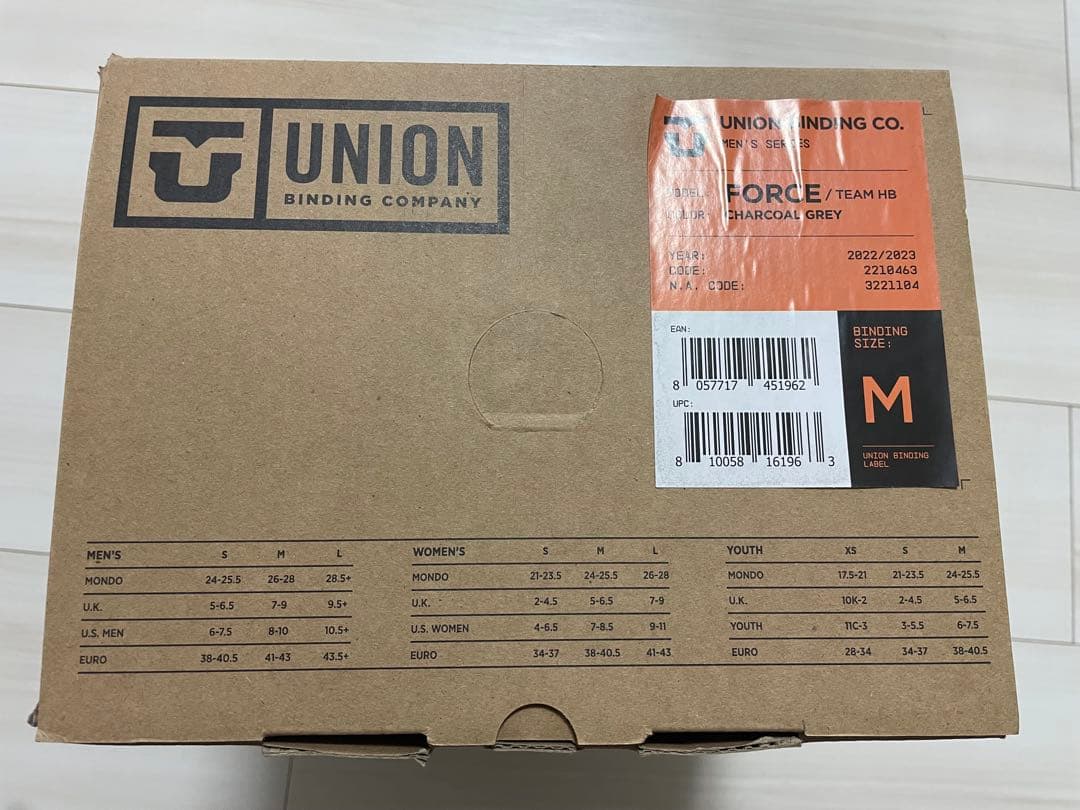 UNION
BINDING COMPANY
UNION BINDING CO.
MEN'S SERIES
MODEL: FORCE / TEAM HB
COLOR: CHARCOAL GREY
YEAR: 2022/2023
CODE: 2210463
N.A. CODE: 3221104
EAN:
8 057717 451962
UPC:
8 10058 16196 3
BINDING
SIZE:
M
UNION BINDING
LABEL
MEN'S S M L
MONDO 24-25.5 26-28 28.5+
U.K. 5-6.5 7-9 9.5+
U.S. MEN 6-7.5 8-10 10.5+
EURO 38-40.5 41-43 43.5+
WOMEN'S S M L
MONDO 21-23.5 24-25.5 26-28
U.K. 2-4.5 5-6.5 7-9
U.S. WOMEN 4-6.5 7-8.5 9-11
EURO 34-37 38-40.5 41-43
YOUTH XS S M
MONDO 17.5-21 21-23.5 24-25.5
U.K. 10K-2 2-4.5 5-6.5
YOUTH 11C-3 3-5.5 6-7.5
EURO 28-34 34-37 38-40.5